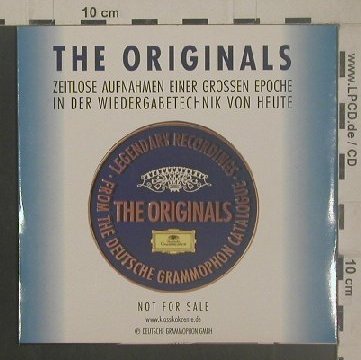 10 cm
THE ORIGINALS
ZEITLOSE AUFNAHMEN EINER GROSSEN EPOCHE
IN DER WIEDERGABETECHNIK VON HEUTE
· LEGENDARY RECORDINGS ·
FROM THE DEUTSCHE GRAMMOPHON CATALOGUE
THE ORIGINALS
Deutsche
Grammophon
NOT FOR SALE
www.klassikakzente.de
© DEUTSCHE GRAMMOPHON GMBH
www.LPCD.de / CD
10 cm